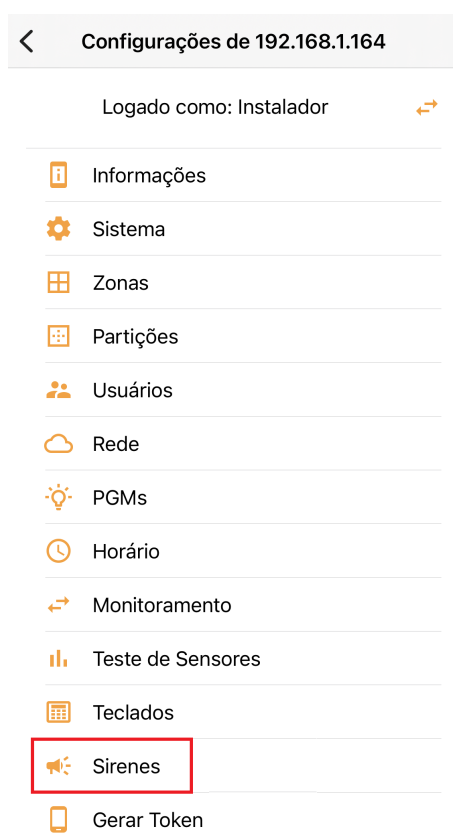 Configurações de 192.168.1.164
Logado como: Instalador
Informações
Sistema
Zonas
Partições
Usuários
Rede
PGMs
Horário
Monitoramento
Teste de Sensores
Teclados
Sirenes
Gerar Token